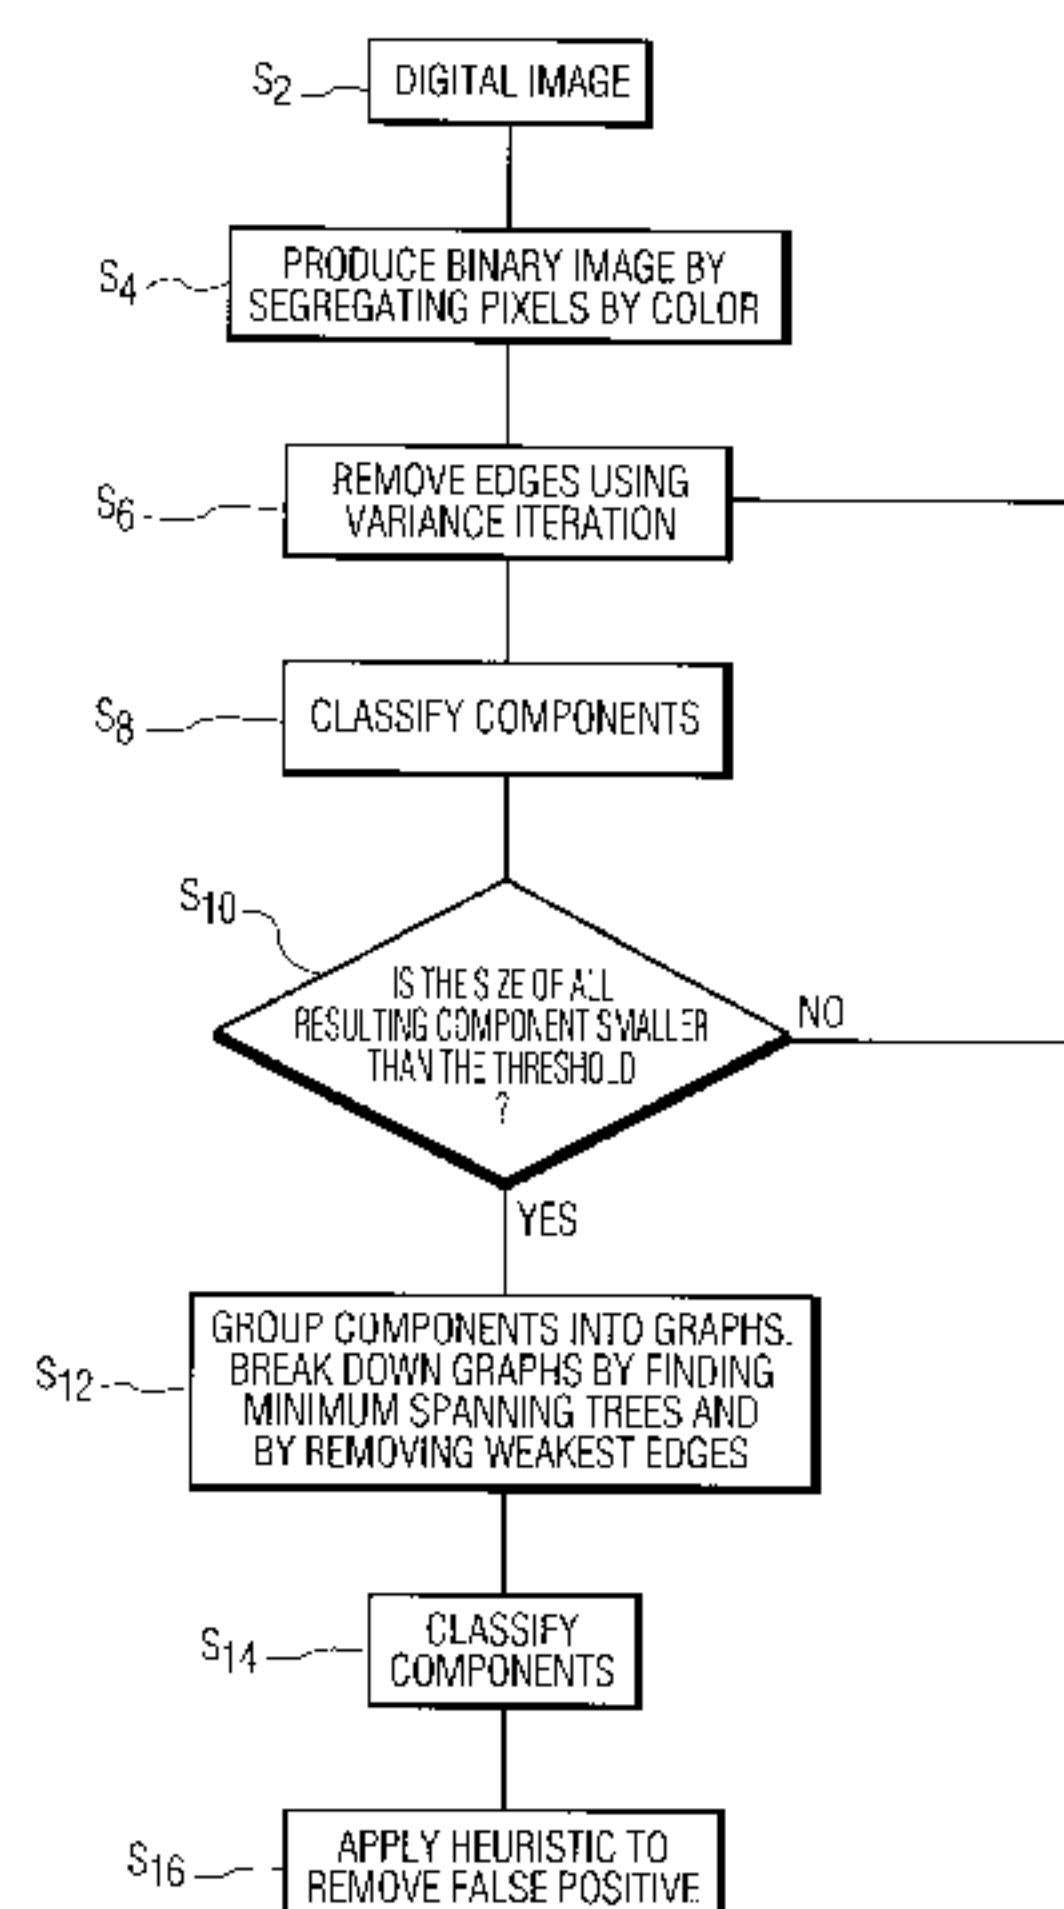 S2
DIGITAL IMAGE
S4
PRODUCE BINARY IMAGE BY
SEGREGATING PIXELS BY COLOR
S6
REMOVE EDGES USING
VARIANCE ITERATION
S8
CLASSIFY COMPONENTS
S10
IS THE SIZE OF ALL
RESULTING COMPONENT SMALLER
THAN THE THRESHOLD
?
NO
YES
S12
GROUP COMPONENTS INTO GRAPHS.
BREAK DOWN GRAPHS BY FINDING
MINIMUM SPANNING TREES AND
BY REMOVING WEAKEST EDGES
S14
CLASSIFY
COMPONENTS
S16
APPLY HEURISTIC TO
REMOVE FALSE POSITIVE